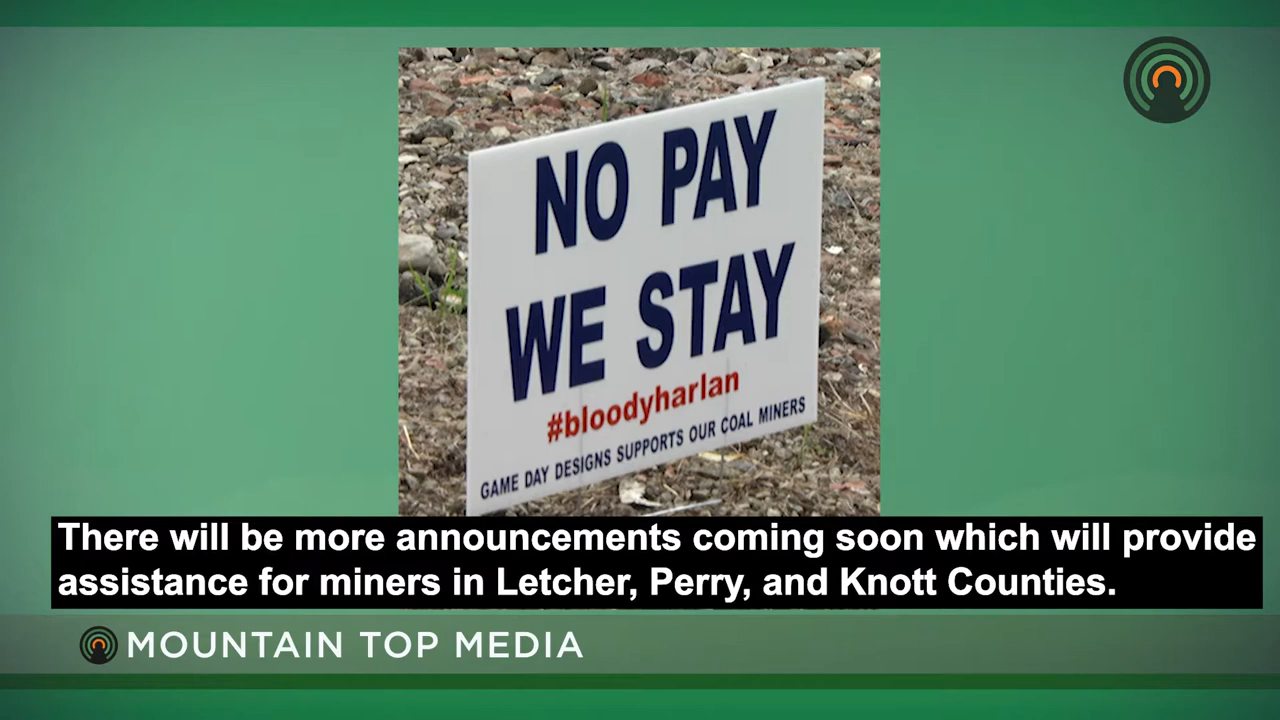 NO PAY
WE STAY
#bloodyharlan
GAME DAY DESIGNS SUPPORTS OUR COAL MINERS
There will be more announcements coming soon which will provide
assistance for miners in Letcher, Perry, and Knott Counties.
MOUNTAIN TOP MEDIA